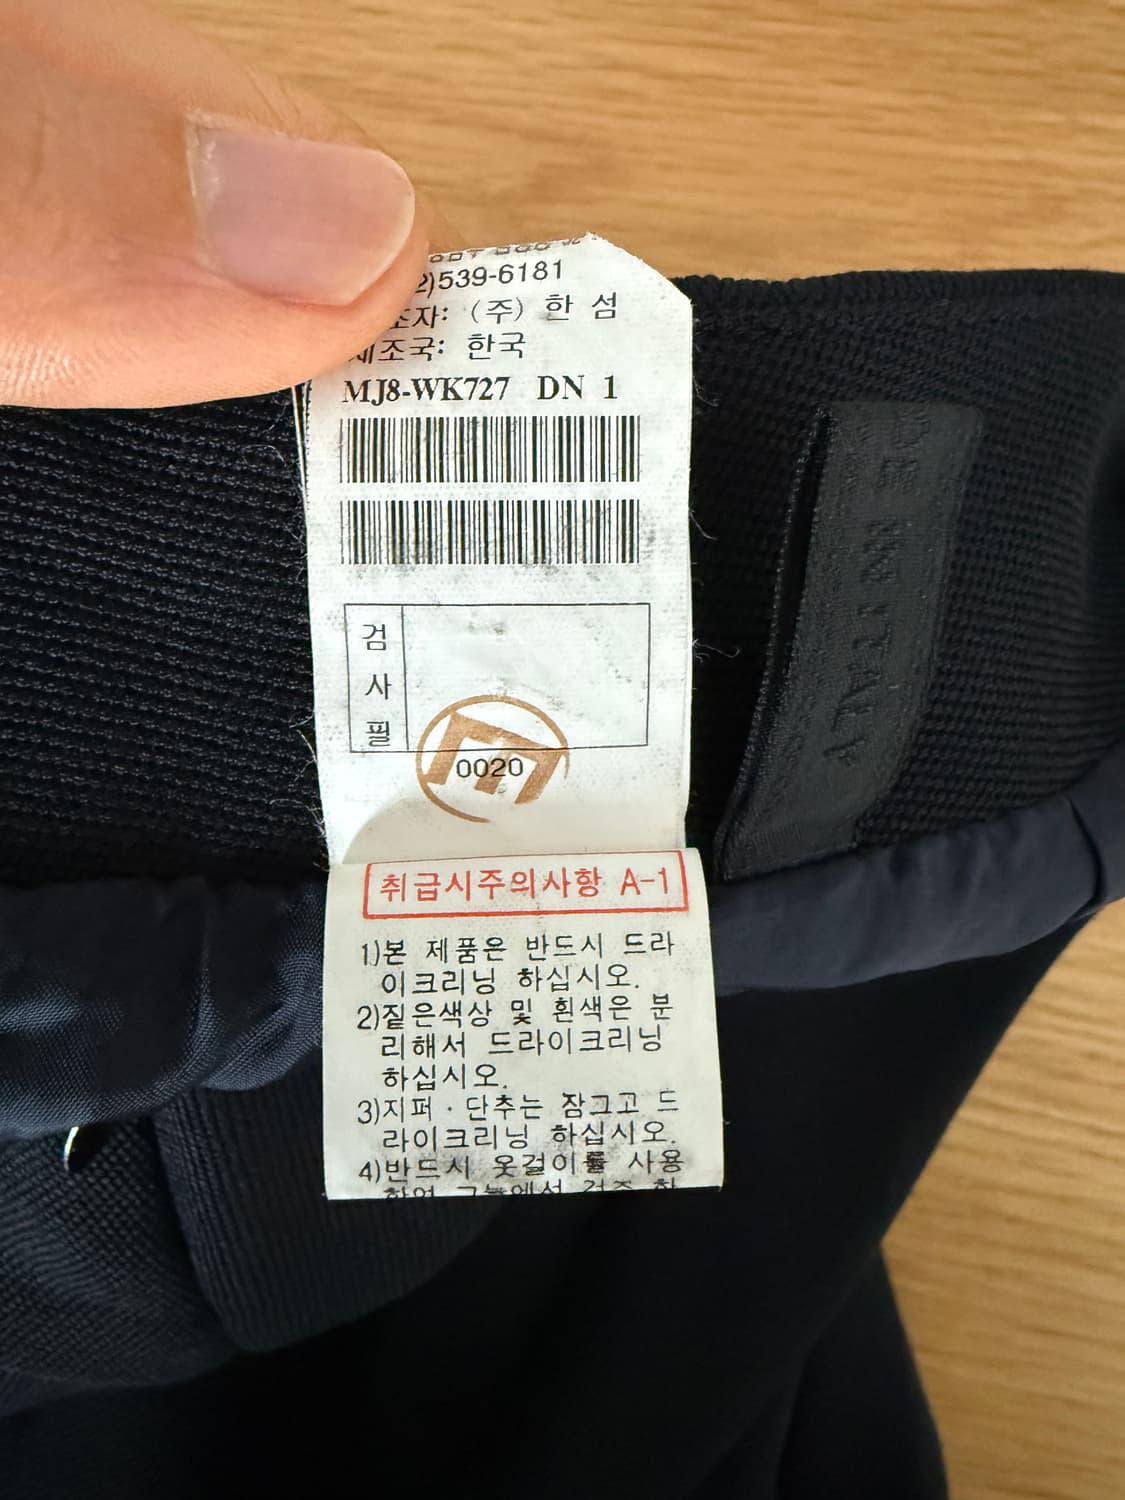 2)539-6181
조자: (주) 한 섬
제조국: 한국
MJ8-WK727 DN 1
검
사
필
0020
취급시주의사항 A-1
1)본 제품은 반드시 드라
이크리닝 하십시오.
2)짙은색상 및 흰색은 분
리해서 드라이크리닝
하십시오.
3)지퍼·단추는 잠그고 드
라이크리닝 하십시오.
4)반드시 옷걸이를 사용
DE IN ITALY